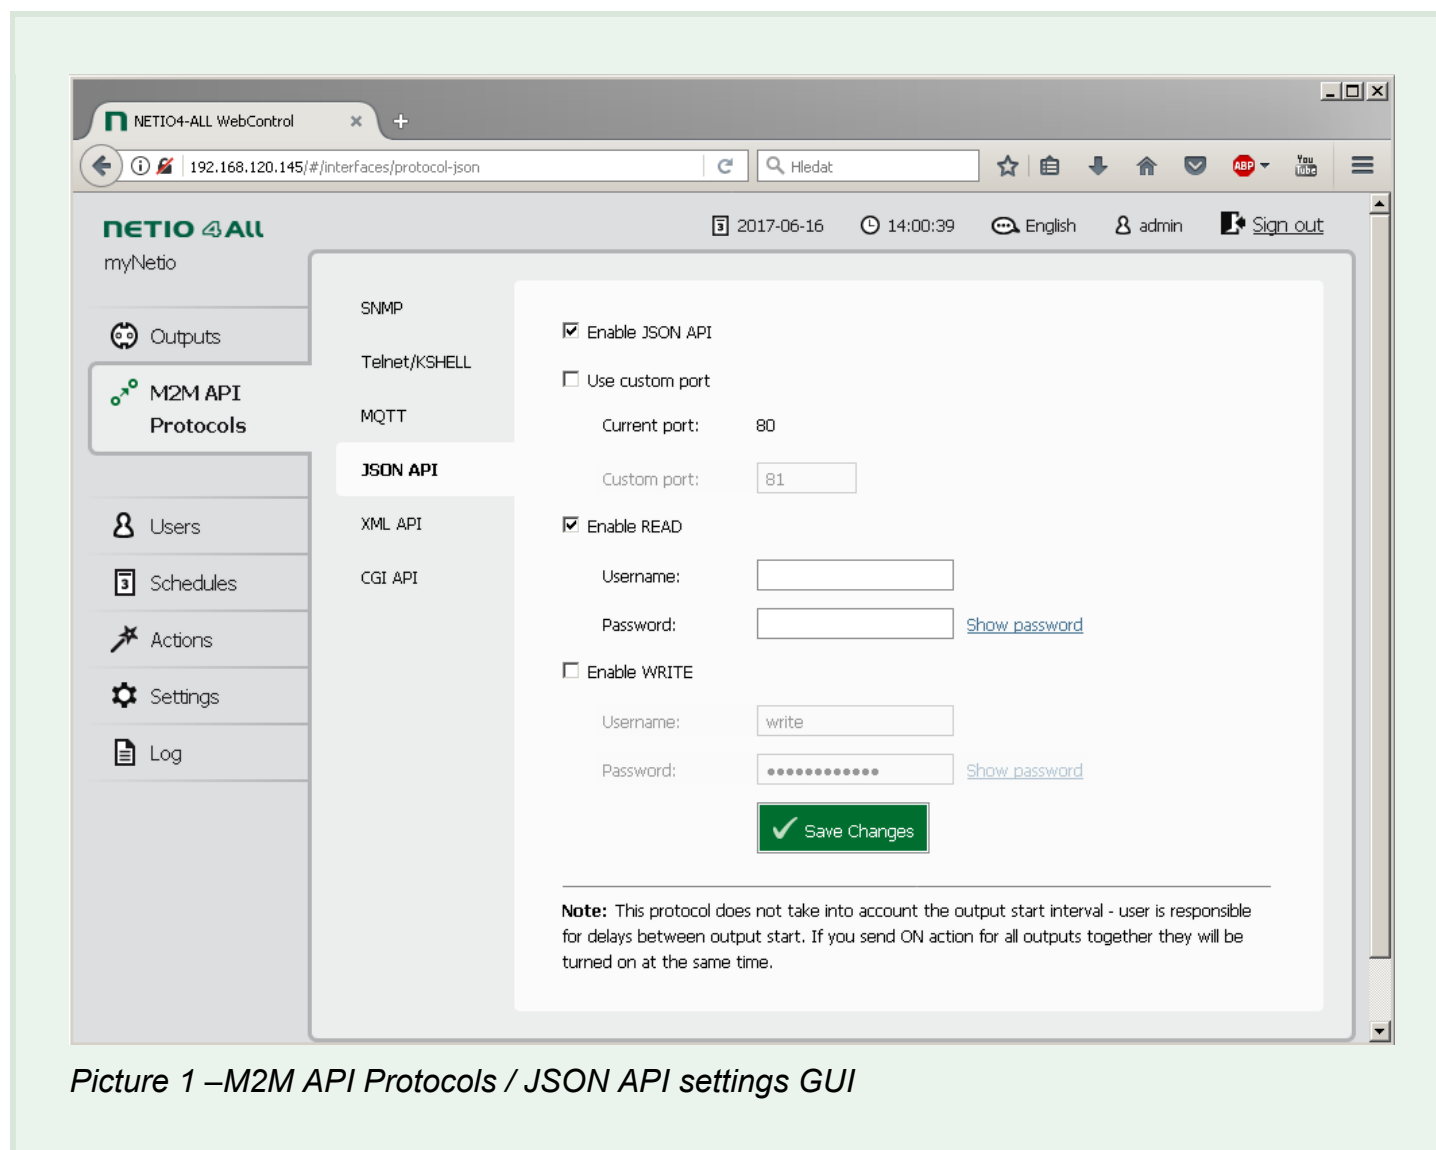 NETIO4-ALL WebControl
192.168.120.145/#/interfaces/protocol-json
Hledat
ABP
You Tube
NETIO 4All
myNetio
3 2017-06-16
14:00:39
English
admin
Sign out
Outputs
M2M API
Protocols
Users
3 Schedules
Actions
Settings
Log
SNMP
Telnet/KSHELL
MQTT
JSON API
XML API
CGI API
Enable JSON API
Use custom port
Current port: 80
Custom port: 81
Enable READ
Username:
Password: Show password
Enable WRITE
Username: write
Password: •••••••••••• Show password
Save Changes
Note: This protocol does not take into account the output start interval - user is responsible
for delays between output start. If you send ON action for all outputs together they will be
turned on at the same time.
Picture 1 –M2M API Protocols / JSON API settings GUI